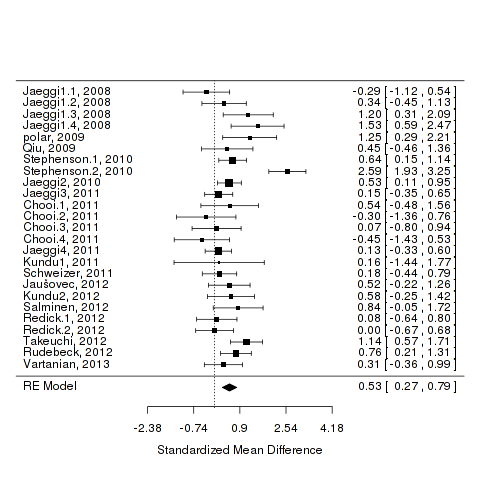 Jaeggi1.1, 2008 -0.29 [ -1.12 , 0.54 ]
Jaeggi1.2, 2008 0.34 [ -0.45 , 1.13 ]
Jaeggi1.3, 2008 1.20 [ 0.31 , 2.09 ]
Jaeggi1.4, 2008 1.53 [ 0.59 , 2.47 ]
polar, 2009 1.25 [ 0.29 , 2.21 ]
Qiu, 2009 0.45 [ -0.46 , 1.36 ]
Stephenson.1, 2010 0.64 [ 0.15 , 1.14 ]
Stephenson.2, 2010 2.59 [ 1.93 , 3.25 ]
Jaeggi2, 2010 0.53 [ 0.11 , 0.95 ]
Jaeggi3, 2011 0.15 [ -0.35 , 0.65 ]
Chooi.1, 2011 0.54 [ -0.48 , 1.56 ]
Chooi.2, 2011 -0.30 [ -1.36 , 0.76 ]
Chooi.3, 2011 0.07 [ -0.80 , 0.94 ]
Chooi.4, 2011 -0.45 [ -1.43 , 0.53 ]
Jaeggi4, 2011 0.13 [ -0.33 , 0.60 ]
Kundu1, 2011 0.16 [ -1.44 , 1.77 ]
Schweizer, 2011 0.18 [ -0.44 , 0.79 ]
Jaušovec, 2012 0.52 [ -0.22 , 1.26 ]
Kundu2, 2012 0.58 [ -0.25 , 1.42 ]
Salminen, 2012 0.84 [ -0.05 , 1.72 ]
Redick.1, 2012 0.08 [ -0.64 , 0.80 ]
Redick.2, 2012 0.00 [ -0.67 , 0.68 ]
Takeuchi, 2012 1.14 [ 0.57 , 1.71 ]
Rudebeck, 2012 0.76 [ 0.21 , 1.31 ]
Vartanian, 2013 0.31 [ -0.36 , 0.99 ]
RE Model 0.53 [ 0.27 , 0.79 ]
-2.38 -0.74 0.9 2.54 4.18
Standardized Mean Difference